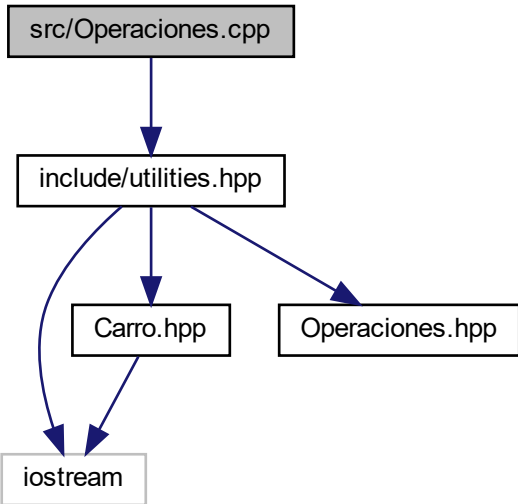 src/Operaciones.cpp
include/utilities.hpp
Carro.hpp
Operaciones.hpp
iostream